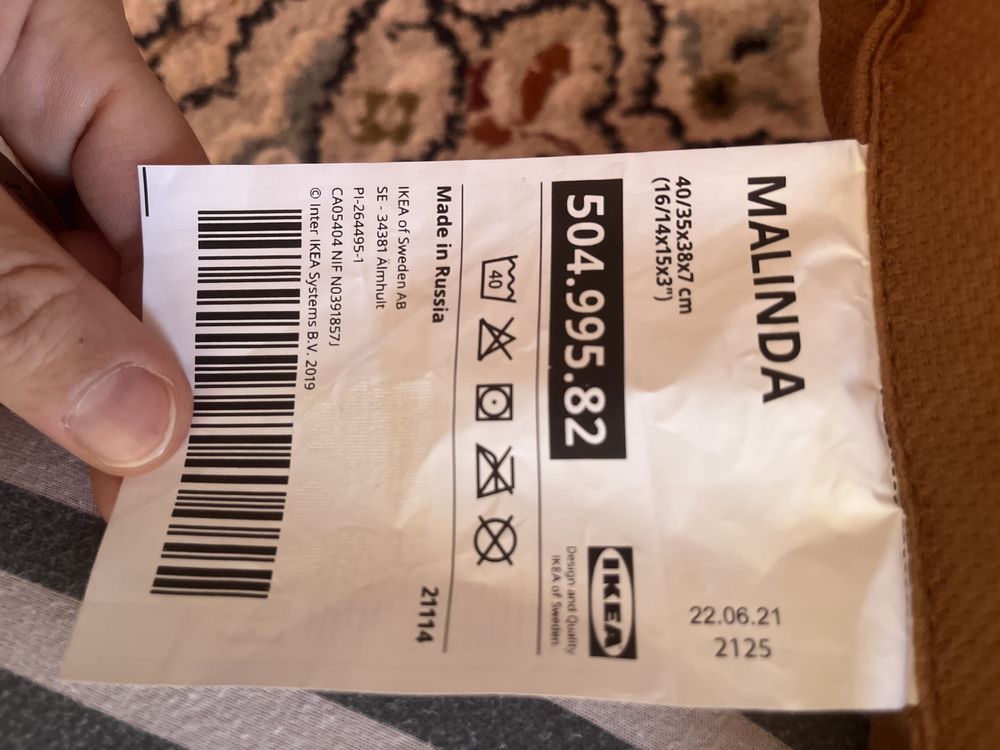 MALINDA
22.06.21
2125
40/35x38x7 cm
(16/14x15x3")
504.995.82
IKEA
Design and Quality
IKEA of Sweden
40
Made in Russia
21114
IKEA of Sweden AB
SE - 34381 Älmhult
PI-264495-1
CA05404 NIF N0391857J
© Inter IKEA Systems B.V. 2019